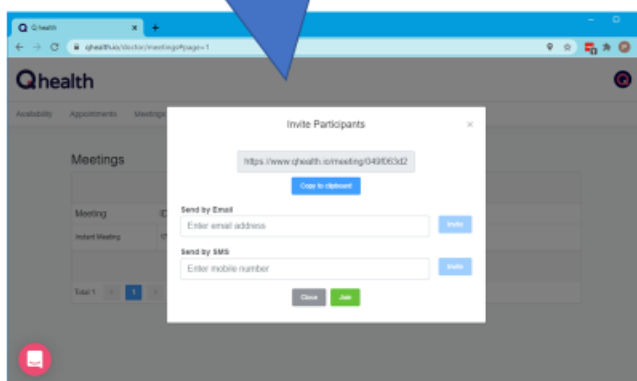 Qhealth
qhealth.io/doctor/meetings?page=1
Qhealth
Availability Appointments Meetings
Invite Participants
https://www.qhealth.io/meeting/049f063d2
Copy to clipboard
Meetings
Send by Email
Meeting
Enter email address Invite
Instant Meeting
Send by SMS
Enter mobile number Invite
Total 1 1
Close Join